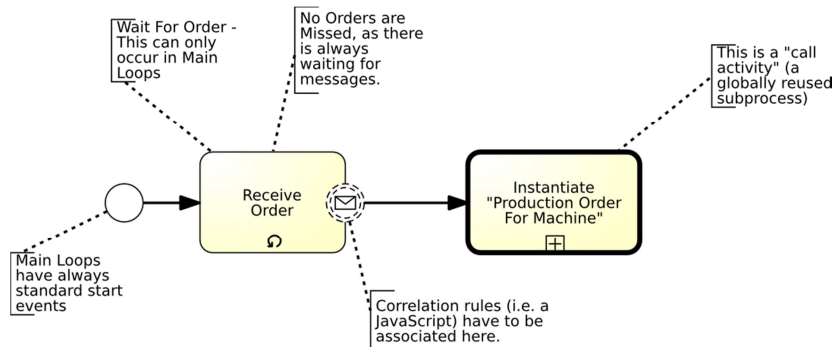 Wait For Order -
This can only
occur in Main
Loops
No Orders are
Missed, as there
is always
waiting for
messages.
This is a "call
activity" (a
globally reused
subprocess)
Receive
Order
Instantiate
"Production Order
For Machine"
Main Loops
have always
standard start
events
Correlation rules (i.e. a
JavaScript) have to be
associated here.